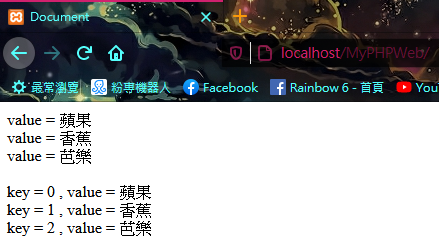 Document
localhost/MyPHPWeb/
最常瀏覽 粉專機器人 Facebook Rainbow 6 - 首頁 You
value = 蘋果
value = 香蕉
value = 芭樂
key = 0 , value = 蘋果
key = 1 , value = 香蕉
key = 2 , value = 芭樂